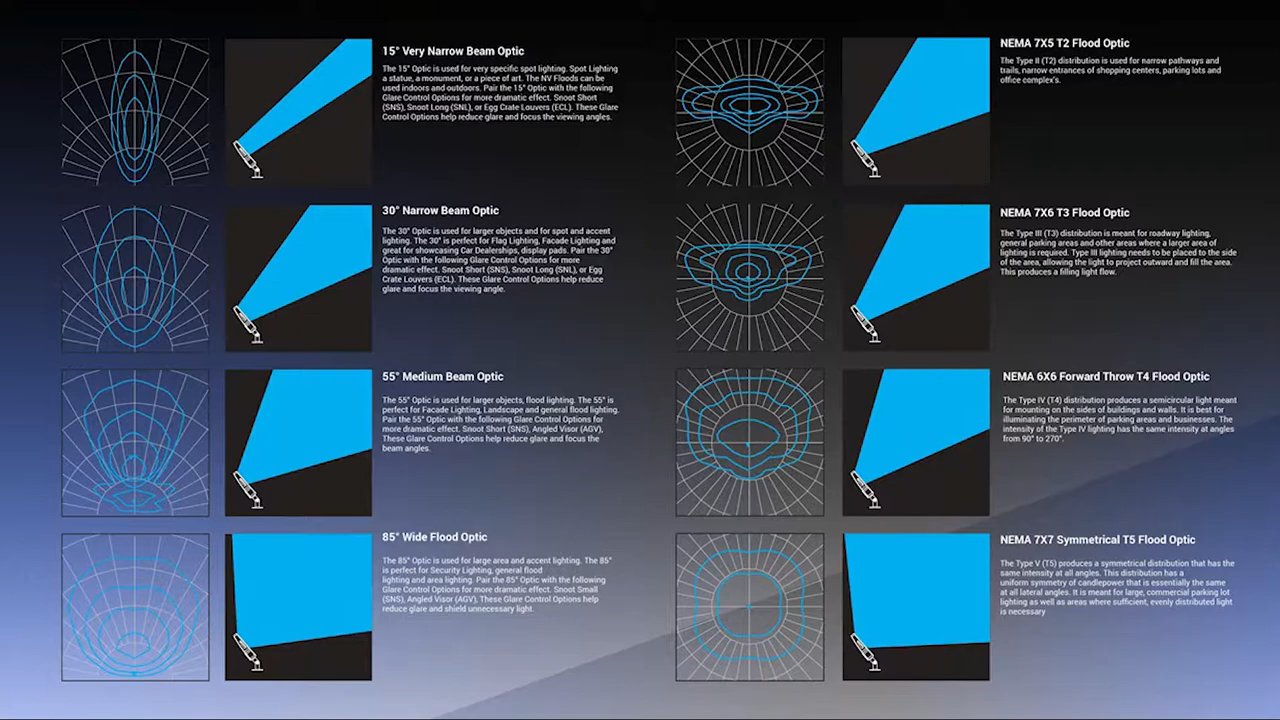 15° Very Narrow Beam Optic
The 15° Optic is used for very specific spot lighting. Spot Lighting
a statue, a monument, or a piece of art. The NV Floods can be
used indoors and outdoors. Pair the 15° Optic with the following
Glare Control Options for more dramatic effect. Snoot Short
(SNS), Snoot Long (SNL), or Egg Crate Louvers (ECL). These Glare
Control Options help reduce glare and focus the viewing angles.
30° Narrow Beam Optic
The 30° Optic is used for larger objects and for spot and accent
lighting. The 30° is perfect for Flag Lighting, Facade Lighting and
great for showcasing Car Dealerships, display pads. Pair the 30°
Optic with the following Glare Control Options for more
dramatic effect. Snoot Short (SNS), Snoot Long (SNL), or Egg
Crate Louvers (ECL). These Glare Control Options help reduce
glare and focus the viewing angle.
55° Medium Beam Optic
The 55° Optic is used for larger objects, flood lighting. The 55° is
perfect for Facade Lighting, Landscape and general flood lighting.
Pair the 55° Optic with the following Glare Control Options for
more dramatic effect. Snoot Short (SNS), Angled Visor (AGV),
These Glare Control Options help reduce glare and focus the
beam angles.
85° Wide Flood Optic
The 85° Optic is used for large area and accent lighting. The 85°
is perfect for Security Lighting, general flood
lighting and area lighting. Pair the 85° Optic with the following
Glare Control Options for more dramatic effect. Snoot Small
(SNS), Angled Visor (AGV), These Glare Control Options help
reduce glare and shield unnecessary light.
NEMA 7X5 T2 Flood Optic
The Type II (T2) distribution is used for narrow pathways and
trails, narrow entrances of shopping centers, parking lots and
office complex's.
NEMA 7X6 T3 Flood Optic
The Type III (T3) distribution is meant for roadway lighting,
general parking areas and other areas where a larger area of
lighting is required. Type III lighting needs to be placed to the side
of the area, allowing the light to project outward and fill the area.
This produces a filling light flow.
NEMA 6X6 Forward Throw T4 Flood Optic
The Type IV (T4) distribution produces a semicircular light meant
for mounting on the sides of buildings and walls. It is best for
illuminating the perimeter of parking areas and businesses. The
intensity of the Type IV lighting has the same intensity at angles
from 90° to 270°.
NEMA 7X7 Symmetrical T5 Flood Optic
The Type V (T5) produces a symmetrical distribution that has the
same intensity at all angles. This distribution has a
uniform symmetry of candlepower that is essentially the same
at all lateral angles. It is meant for large, commercial parking lot
lighting as well as areas where sufficient, evenly distributed light
is necessary